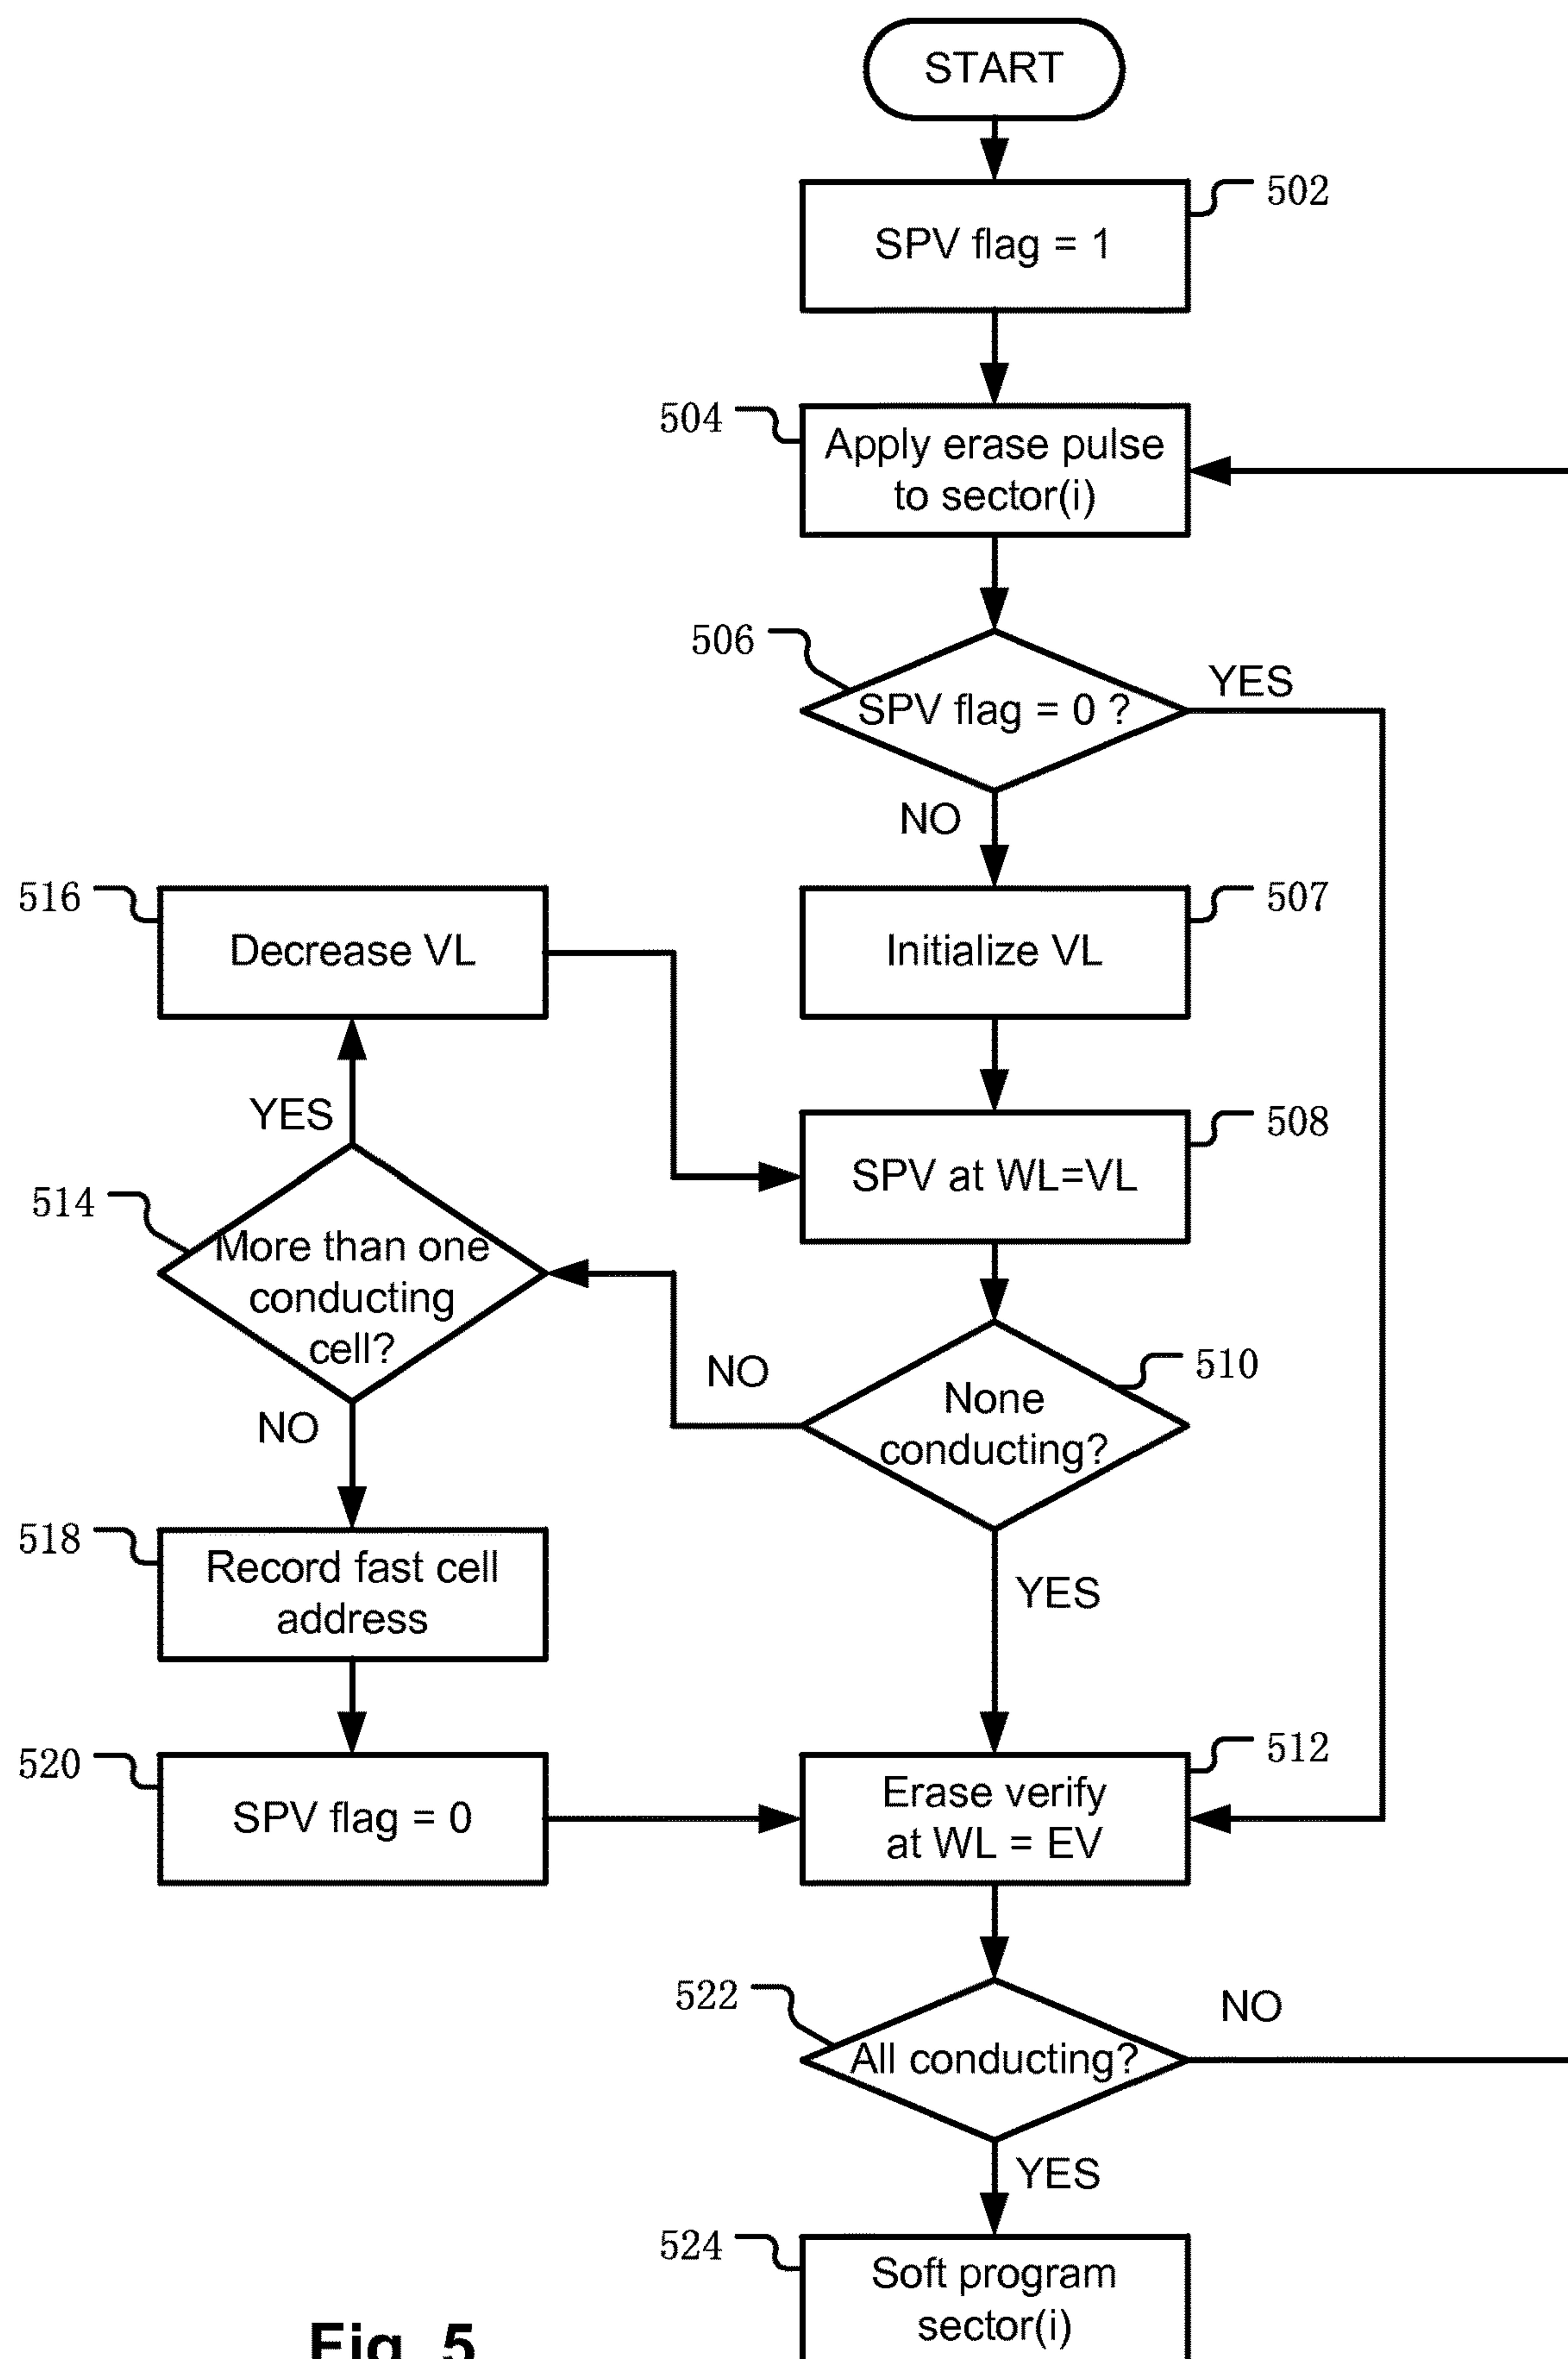 START
502
SPV flag = 1
504
Apply erase pulse
to sector(i)
506
SPV flag = 0 ?
YES
NO
516
Decrease VL
507
Initialize VL
YES
508
SPV at WL=VL
514
More than one
conducting
cell?
NO
510
None
conducting?
NO
518
Record fast cell
address
YES
520
SPV flag = 0
512
Erase verify
at WL = EV
522
All conducting?
NO
YES
524
Soft program
sector(i)
Fig. 5